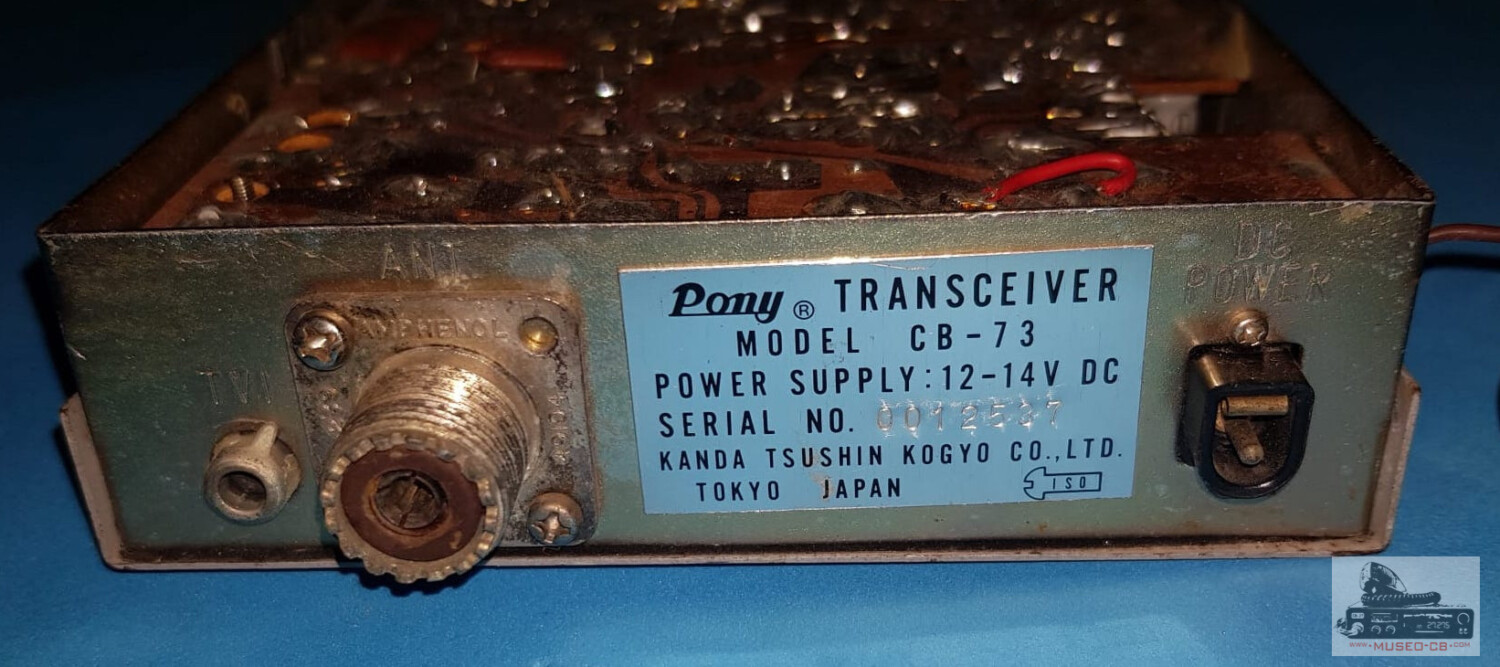 ANT
AMPHENOL
TVI
Pony ® TRANSCEIVER
MODEL CB-73
POWER SUPPLY: 12-14V DC
SERIAL NO. 0012537
KANDA TSUSHIN KOGYO CO.,LTD.
TOKYO JAPAN
ISO
DC
POWER
WWW.MUSEO-CB.COM